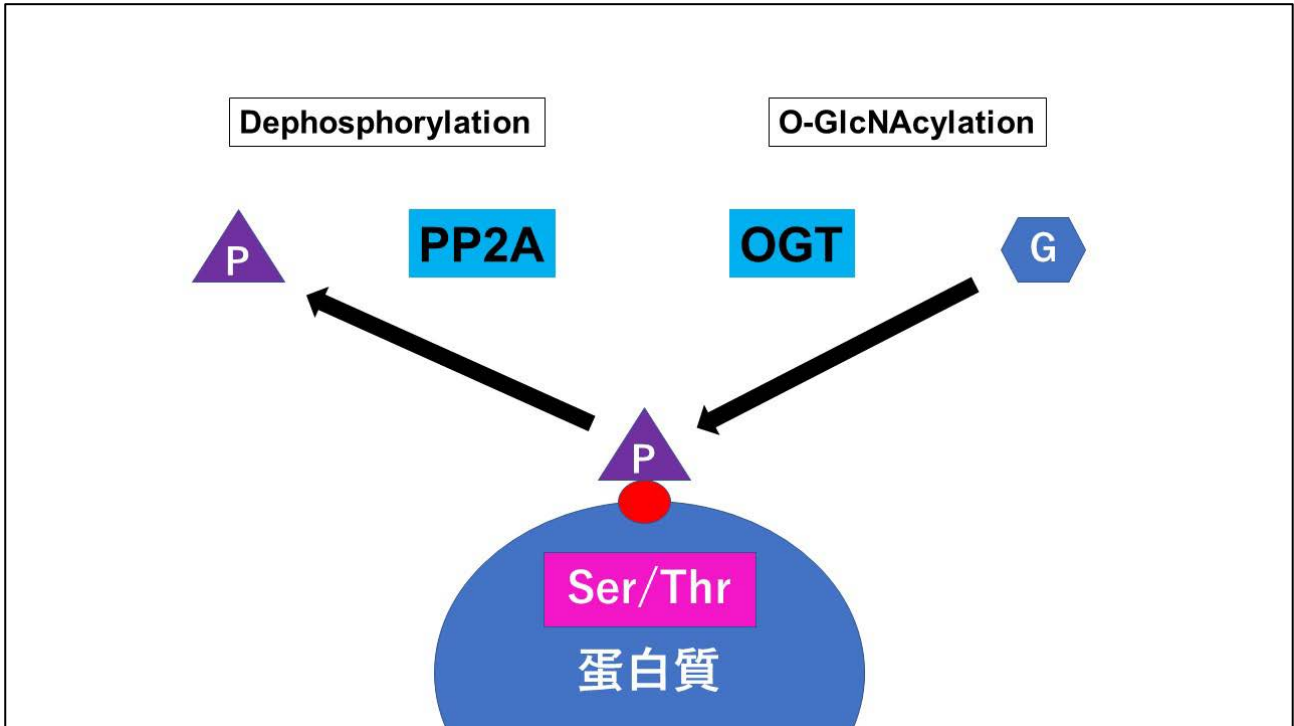 Dephosphorylation
O-GlcNAcylation
P
PP2A
OGT
G
P
Ser/Thr
蛋白質